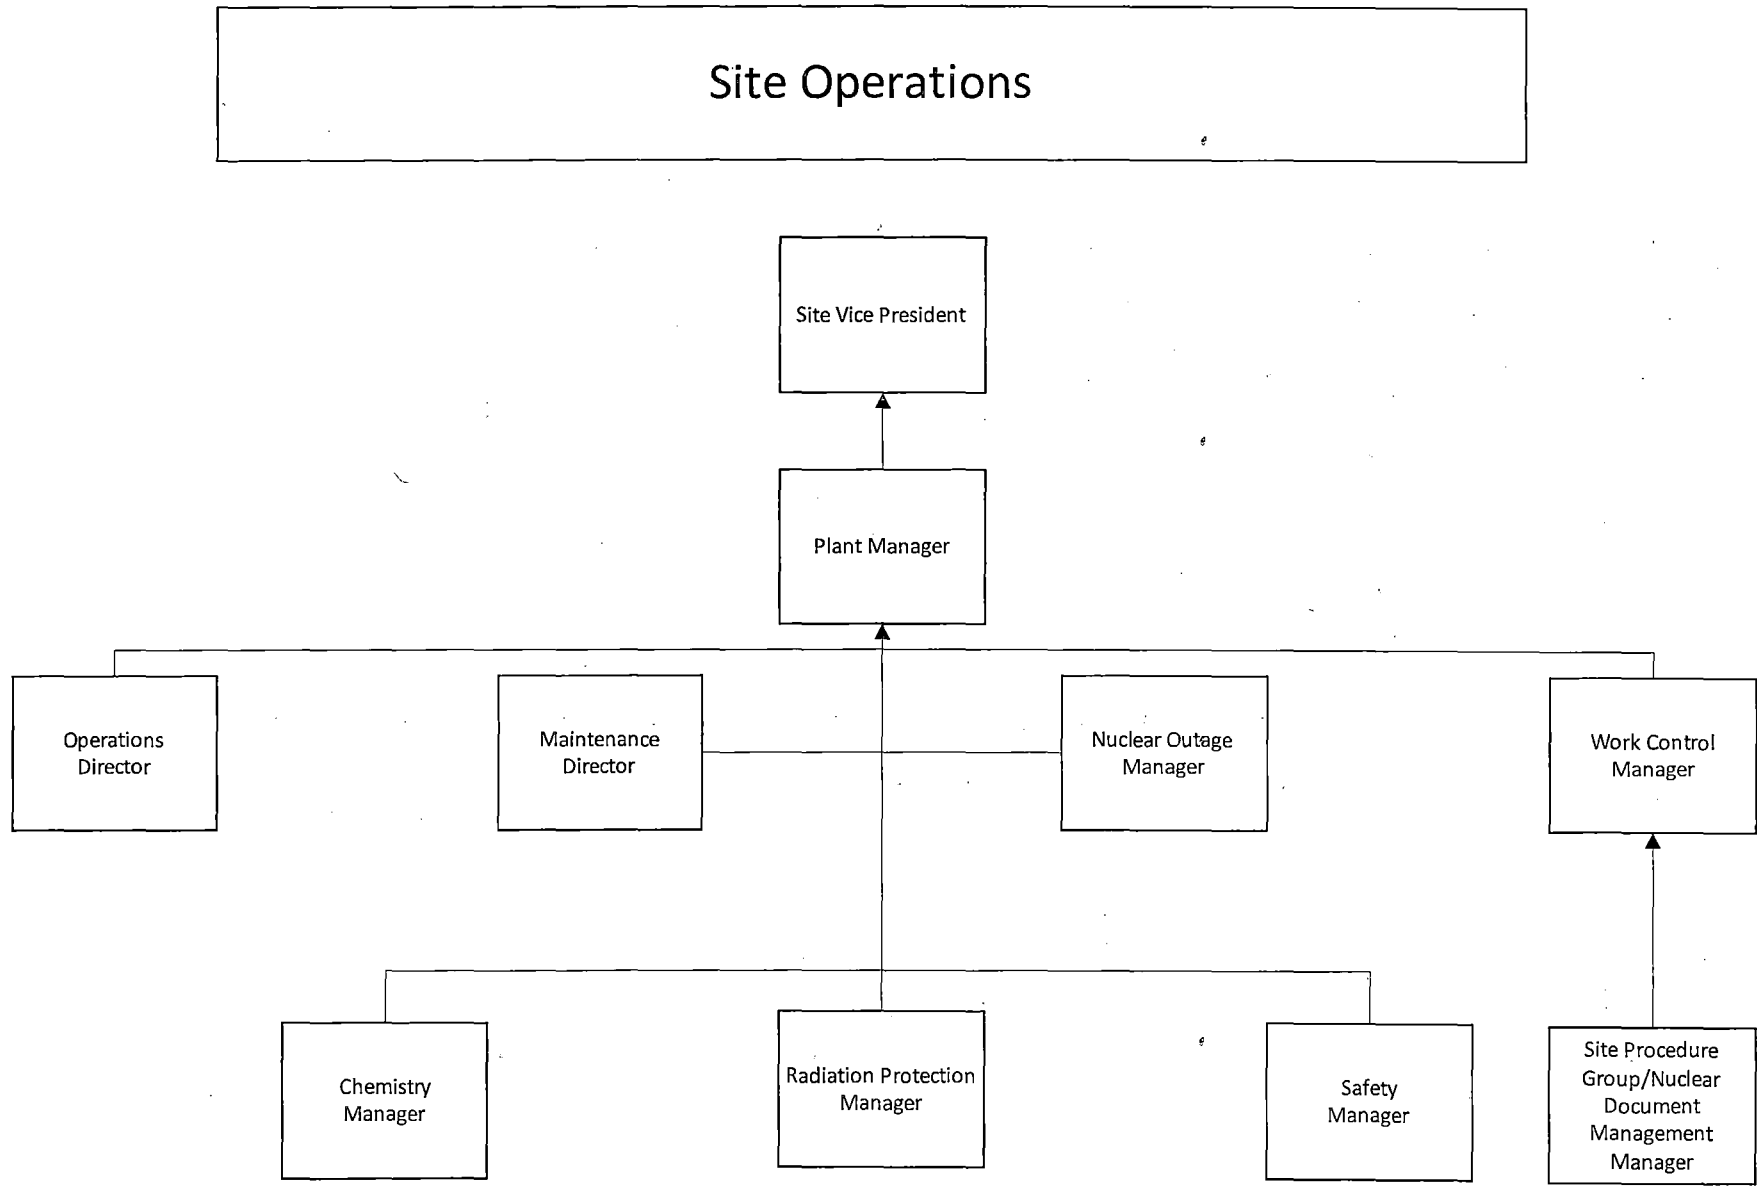 Site Operations
Site Vice President
Plant Manager
Operations
Director
Maintenance
Director
Nuclear Outage
Manager
Work Control
Manager
Chemistry
Manager
Radiation Protection
Manager
Safety
Manager
Site Procedure
Group/Nuclear
Document
Management
Manager